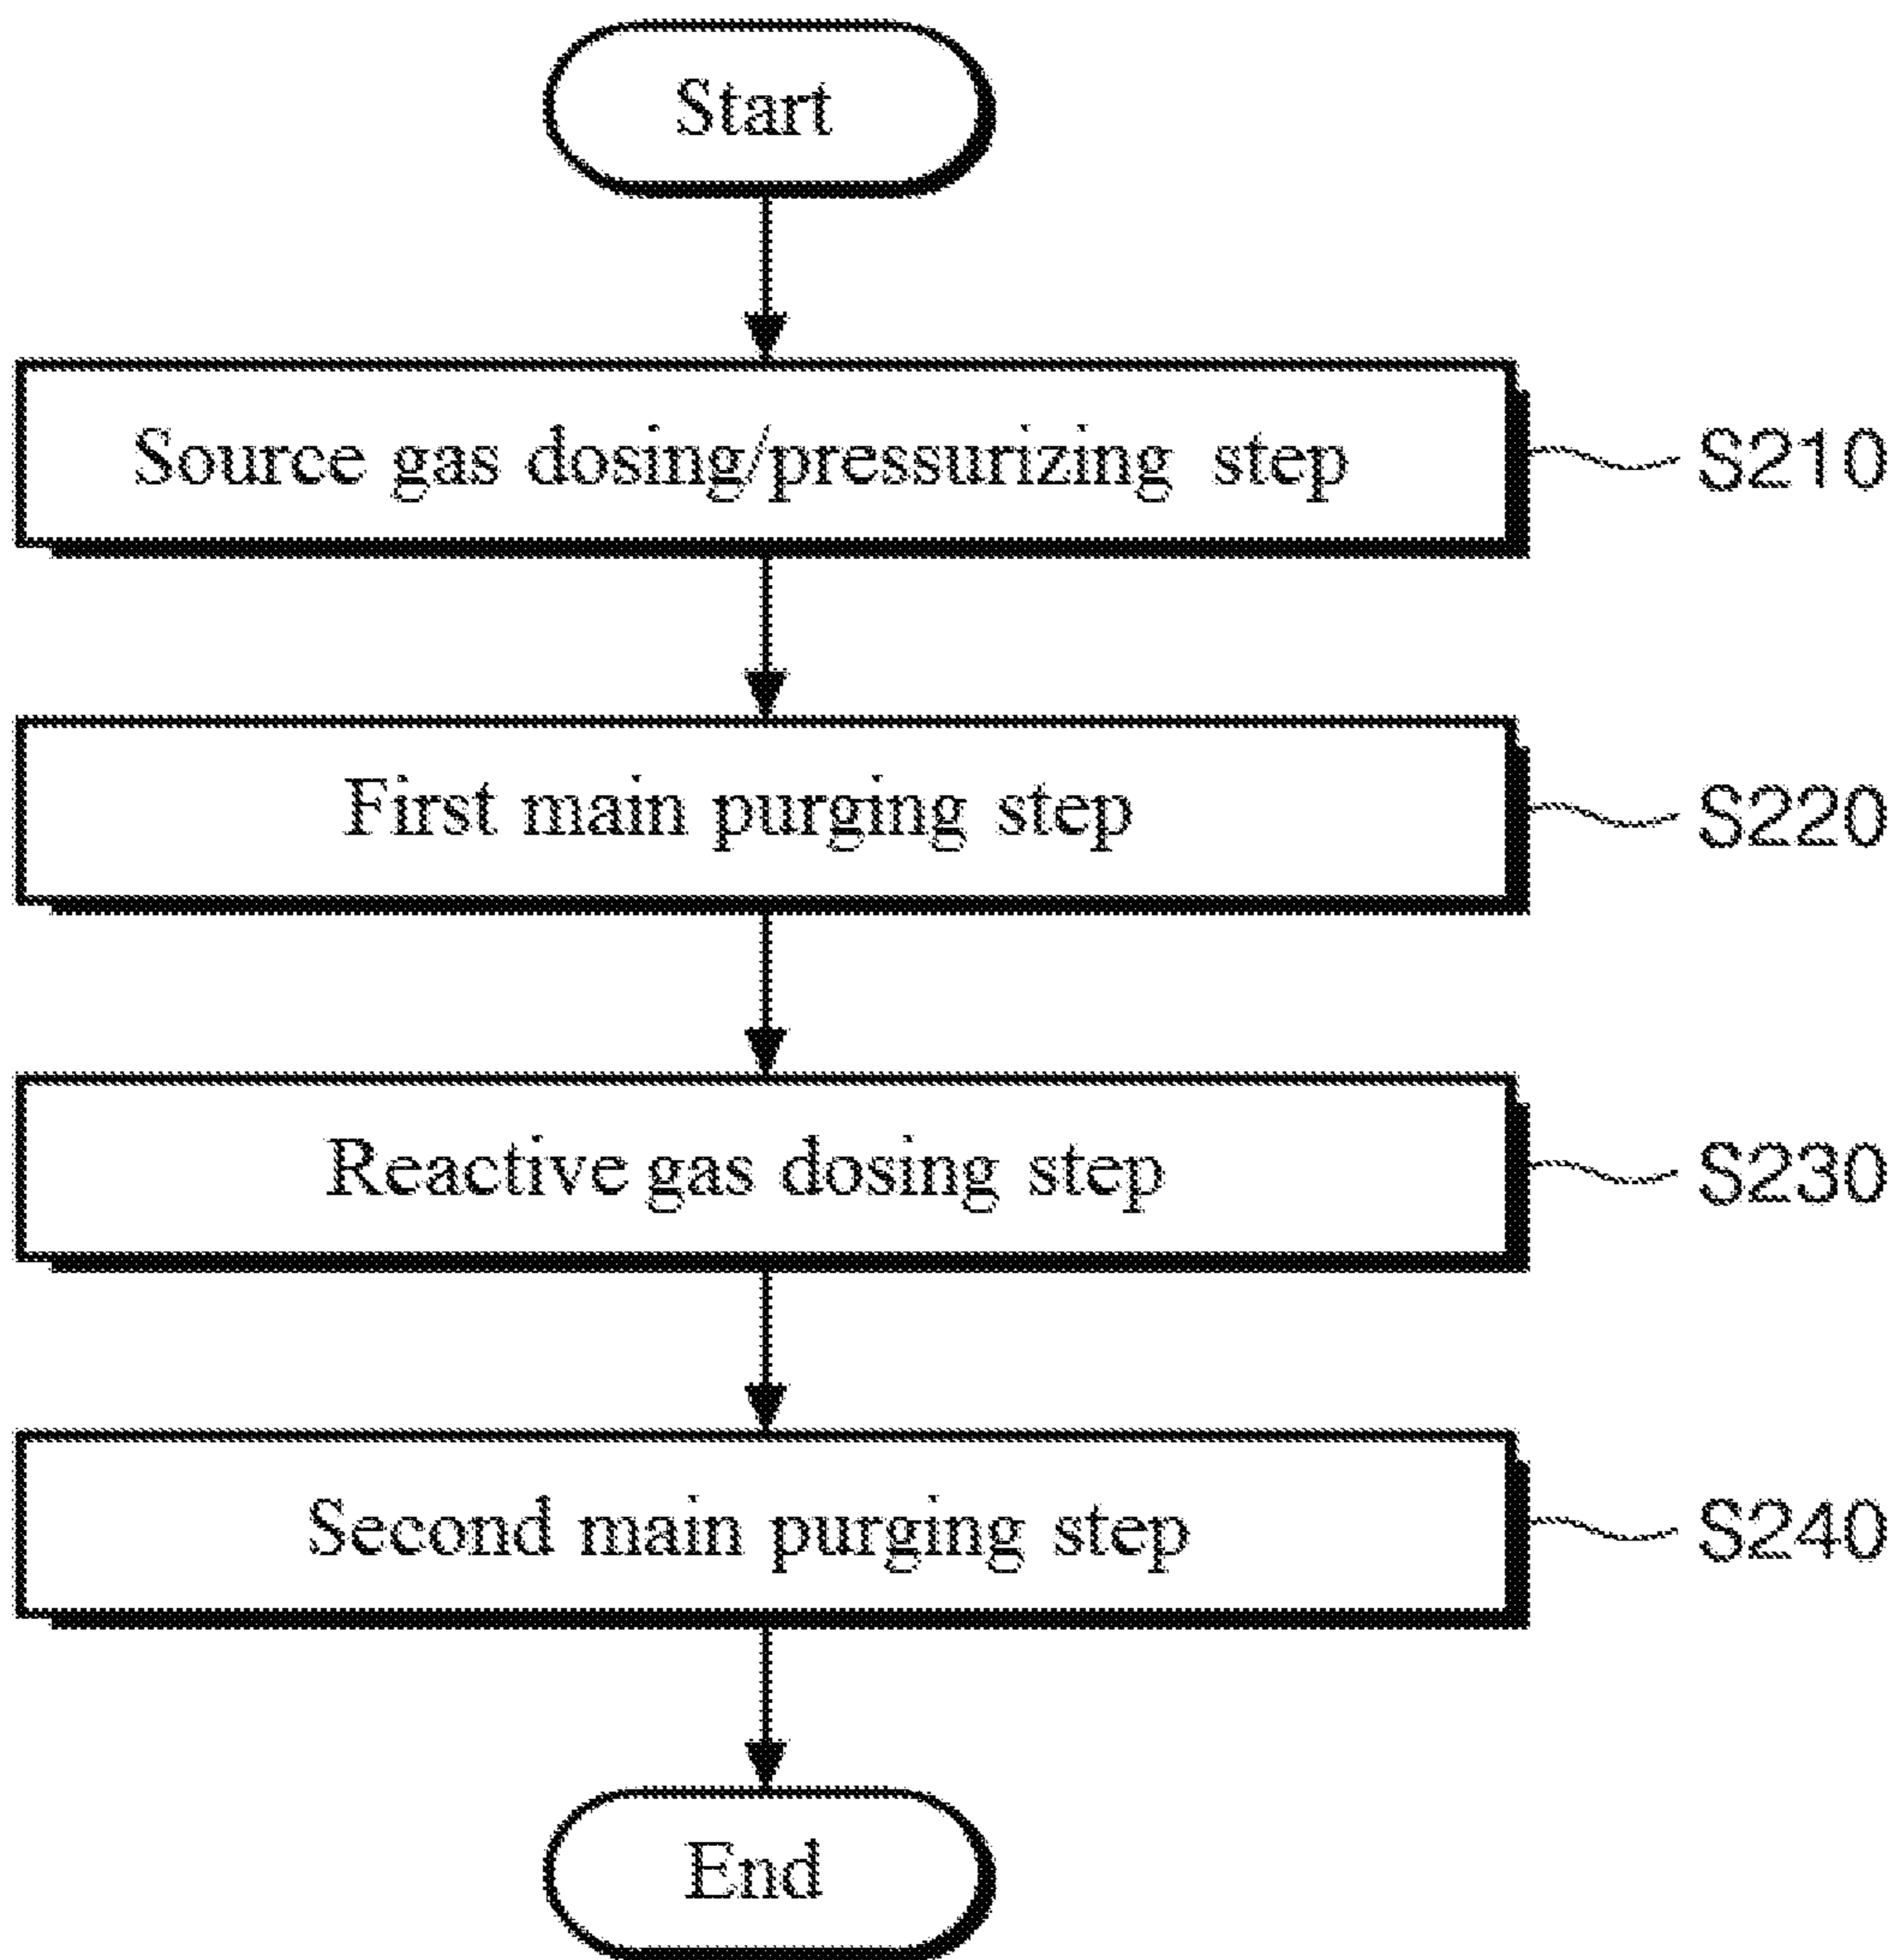 Start
Source gas dosing/pressurizing step
S210
First main purging step
S220
Reactive gas dosing step
S230
Second main purging step
S240
End